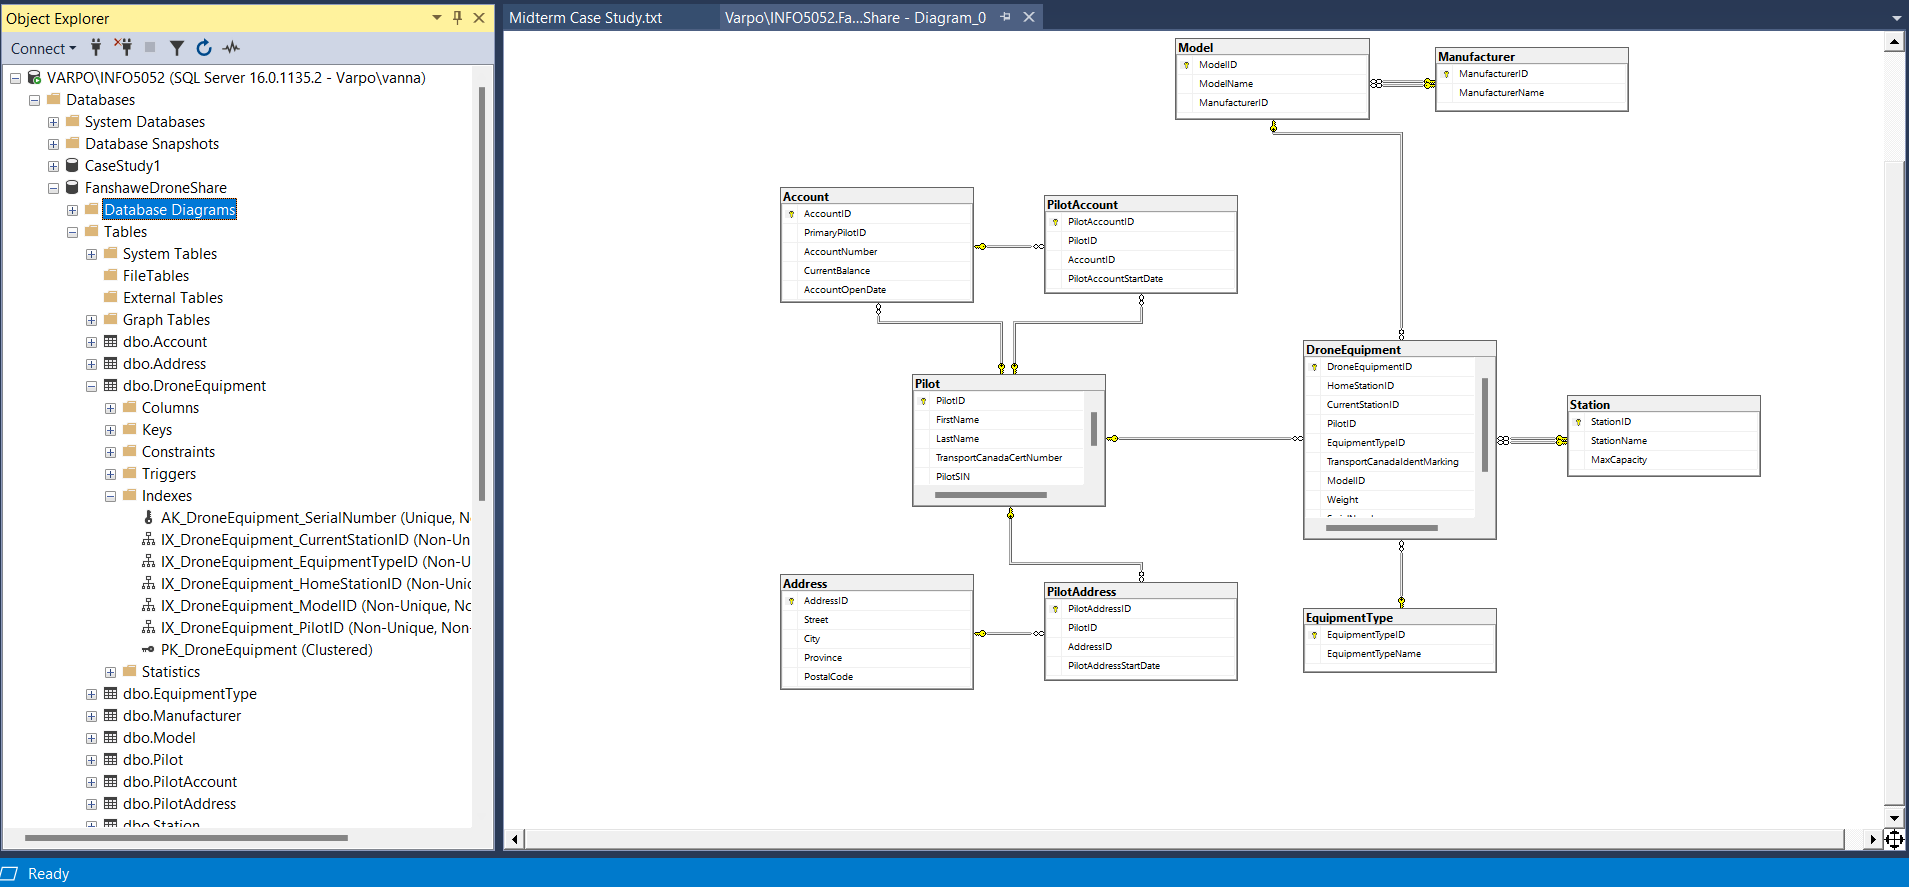 Object Explorer
Connect
VARPO\INFO5052 (SQL Server 16.0.1135.2 - Varpo\vanna)
Databases
System Databases
Database Snapshots
CaseStudy1
FanshaweDroneShare
Database Diagrams
Tables
System Tables
FileTables
External Tables
Graph Tables
dbo.Account
dbo.Address
dbo.DroneEquipment
Columns
Keys
Constraints
Triggers
Indexes
AK_DroneEquipment_SerialNumber (Unique, N
IX_DroneEquipment_CurrentStationID (Non-Un
IX_DroneEquipment_EquipmentTypeID (Non-U
IX_DroneEquipment_HomeStationID (Non-Unic
IX_DroneEquipment_ModelID (Non-Unique, Nc
IX_DroneEquipment_PilotID (Non-Unique, Non-
PK_DroneEquipment (Clustered)
Statistics
dbo.EquipmentType
dbo.Manufacturer
dbo.Model
dbo.Pilot
dbo.PilotAccount
dbo.PilotAddress
dbo.Station
Midterm Case Study.txt
Varpo\INFO5052.Fa...Share - Diagram_0
Model
ModelID
ModelName
ManufacturerID
Manufacturer
ManufacturerID
ManufacturerName
Account
AccountID
PrimaryPilotID
AccountNumber
CurrentBalance
AccountOpenDate
PilotAccount
PilotAccountID
PilotID
AccountID
PilotAccountStartDate
Pilot
PilotID
FirstName
LastName
TransportCanadaCertNumber
PilotSIN
DroneEquipment
DroneEquipmentID
HomeStationID
CurrentStationID
PilotID
EquipmentTypeID
TransportCanadaIdentMarking
ModelID
Weight
Station
StationID
StationName
MaxCapacity
Address
AddressID
Street
City
Province
PostalCode
PilotAddress
PilotAddressID
PilotID
AddressID
PilotAddressStartDate
EquipmentType
EquipmentTypeID
EquipmentTypeName
Ready